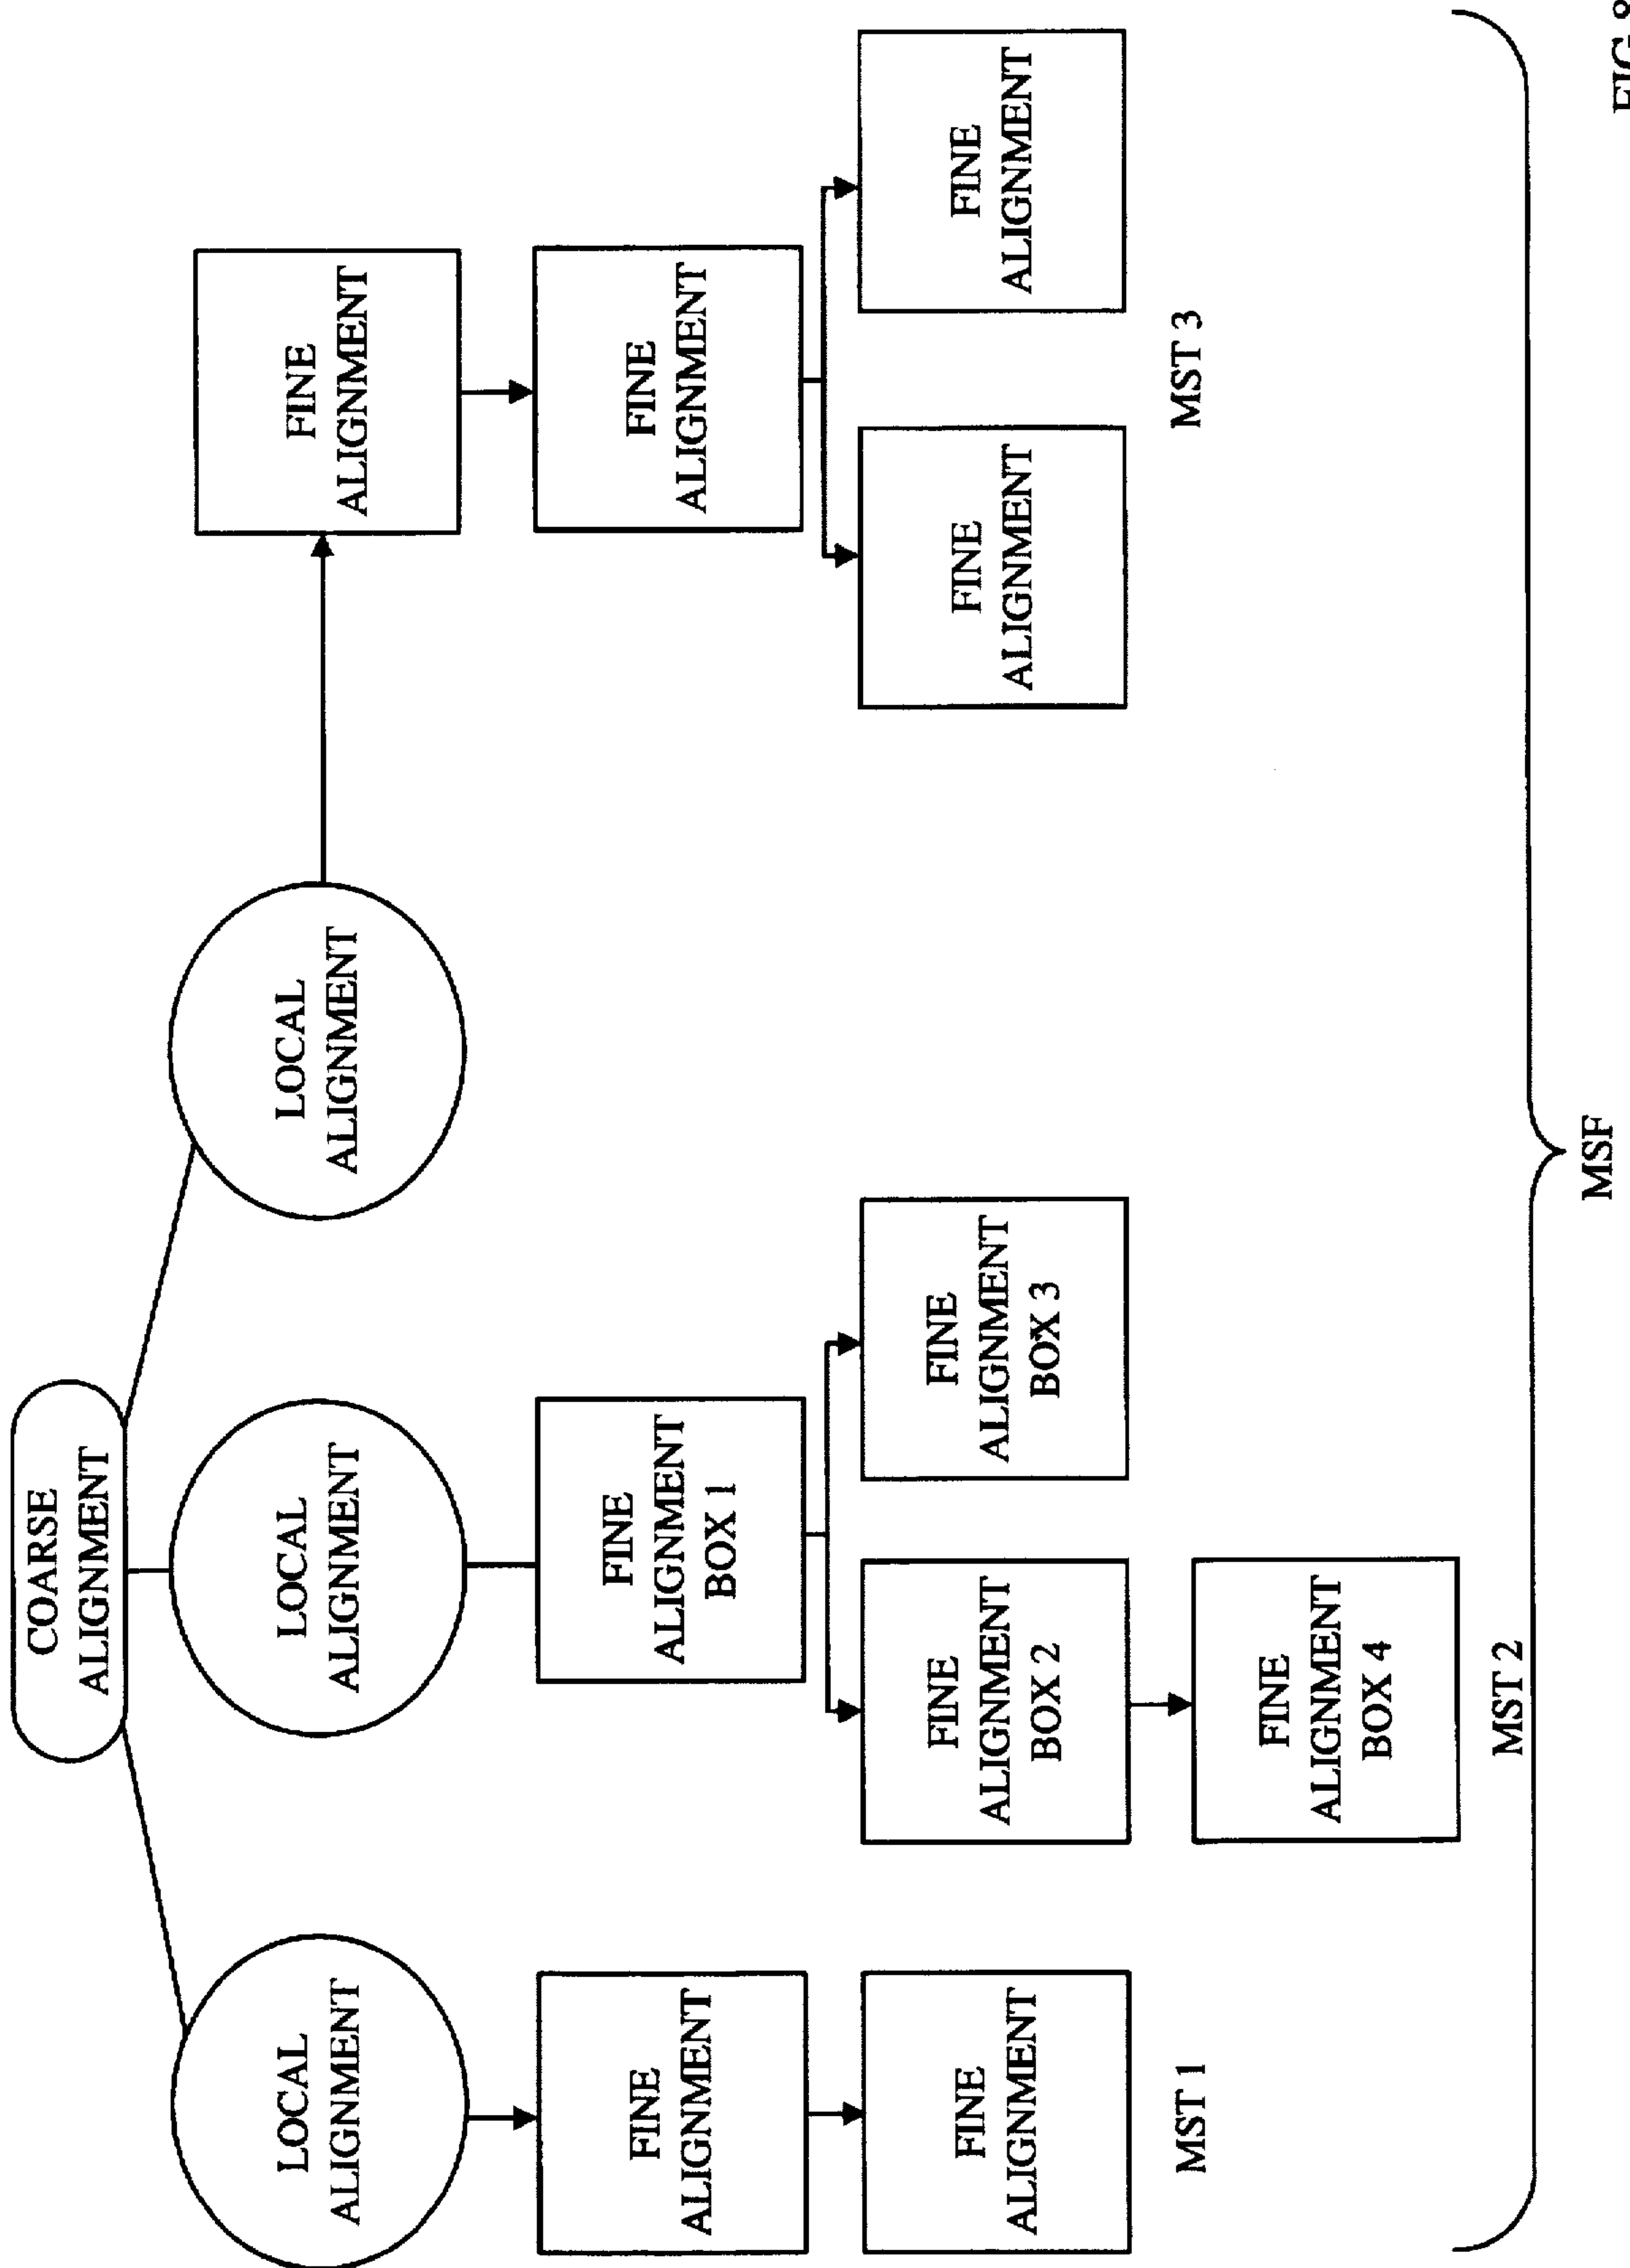 COARSE
ALIGNMENT
LOCAL
ALIGNMENT
LOCAL
ALIGNMENT
LOCAL
ALIGNMENT
FINE
ALIGNMENT
FINE
ALIGNMENT
FINE
ALIGNMENT
BOX 1
FINE
ALIGNMENT
FINE
ALIGNMENT
FINE
ALIGNMENT
BOX 2
FINE
ALIGNMENT
BOX 3
FINE
ALIGNMENT
FINE
ALIGNMENT
MST 1
FINE
ALIGNMENT
BOX 4
MST 3
MST 2
MSF
FIG 8